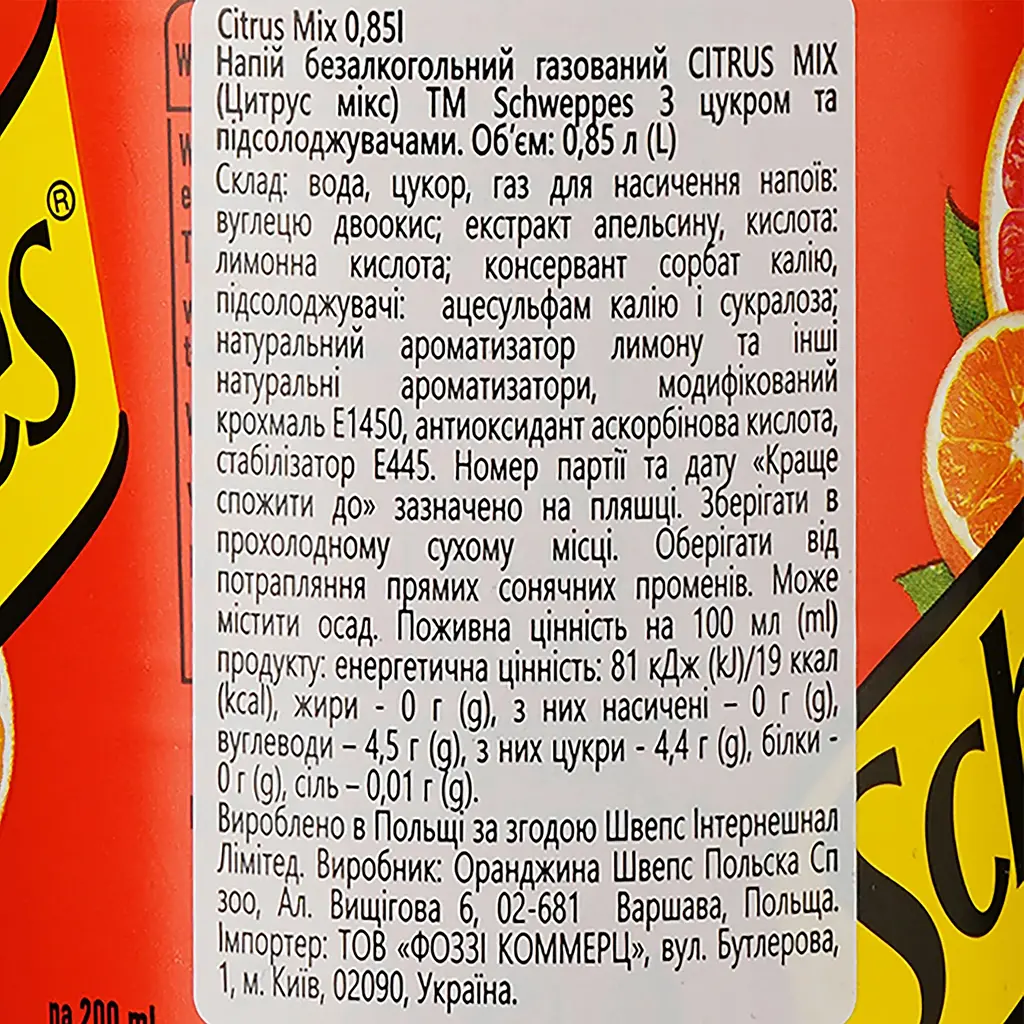 Citrus Mix 0,85l
Напій безалкогольний газований CITRUS MIX
(Цитрус мікс) ТМ Schweppes З цукром та
підсолоджувачами. Об‘єм: 0,85 л (L)
Склад: вода, цукор, газ для насичення напоїв:
вуглецю двоокис; екстракт апельсину, кислота:
лимонна кислота; консервант сорбат калію,
підсолоджувачі: ацесульфам калію і сукралоза;
натуральний ароматизатор лимону та інші
натуральні ароматизатори, модифікований
крохмаль Е1450, антиоксидант аскорбінова кислота,
стабілізатор Е445. Номер партії та дату «Краще
спожити до» зазначено на пляшці. Зберігати в
прохолодному сухому місці. Оберігати від
потрапляння прямих сонячних променів. Може
містити осад. Поживна цінність на 100 мл (ml)
продукту: енергетична цінність: 81 кДж (kJ)/19 ккал
(kcal), жири - 0 г (g), з них насичені – 0 г (g),
вуглеводи – 4,5 г (g), з них цукри - 4,4 г (g), білки -
0 г (g), сіль – 0,01 г (g).
Вироблено в Польщі за згодою Швепс Інтернешнал
Лімітед. Виробник: Оранджина Швепс Польска Сп
зоо, Ал. Вищігова 6, 02-681 Варшава, Польща.
Імпортер: ТОВ «ФОЗЗІ КОММЕРЦ», вул. Бутлерова,
1, м. Київ, 02090, Україна.
es®
Sch
na 200 ml